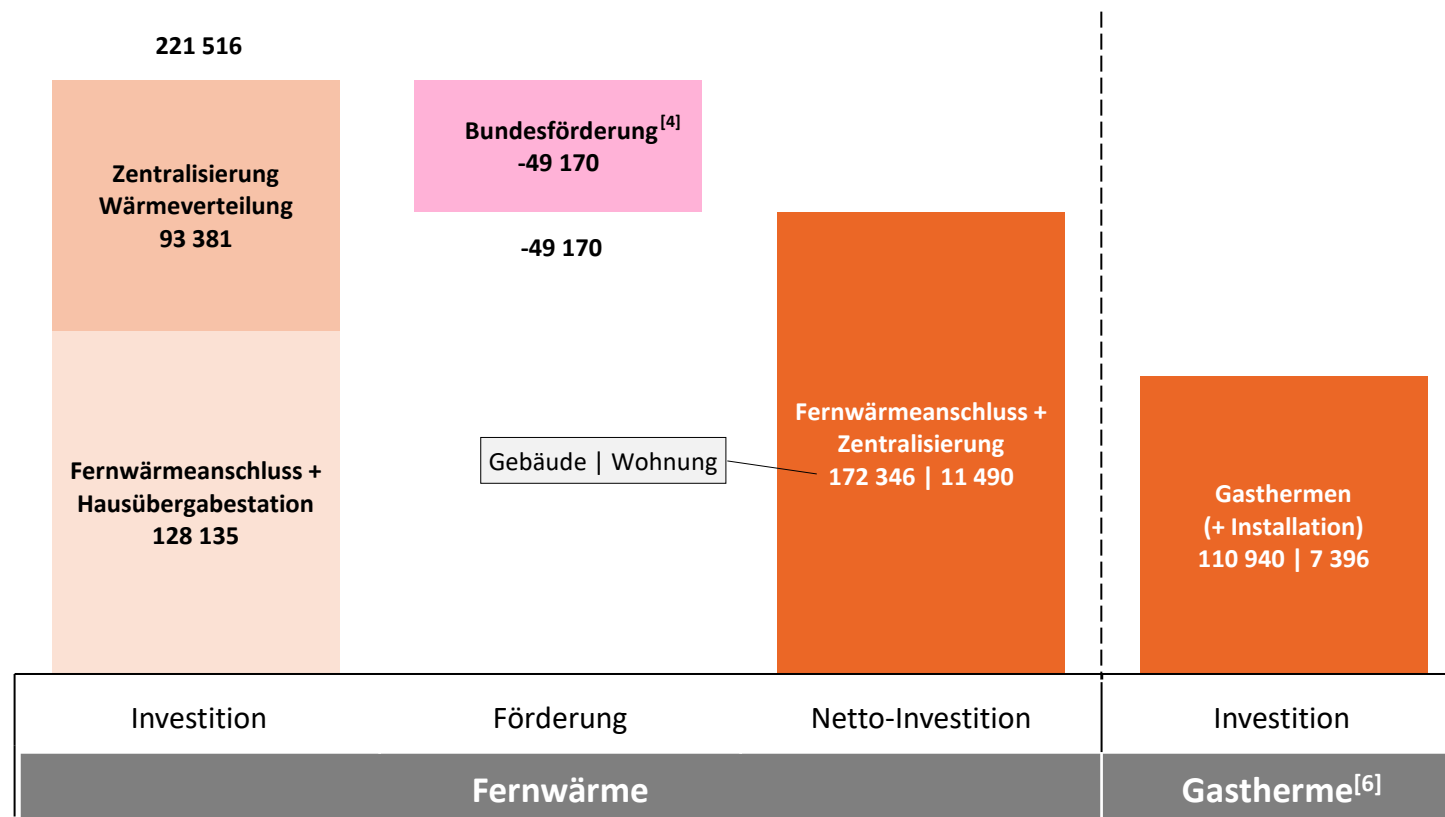 221 516
Zentralisierung
Wärmeverteilung
93 381
Fernwärmeanschluss +
Hausübergabestation
128 135
Bundesförderung[4]
-49 170
-49 170
Gebäude | Wohnung
Fernwärmeanschluss +
Zentralisierung
172 346 | 11 490
Gasthermen
(+ Installation)
110 940 | 7 396
Investition
Förderung
Netto-Investition
Investition
Fernwärme
Gastherme[6]